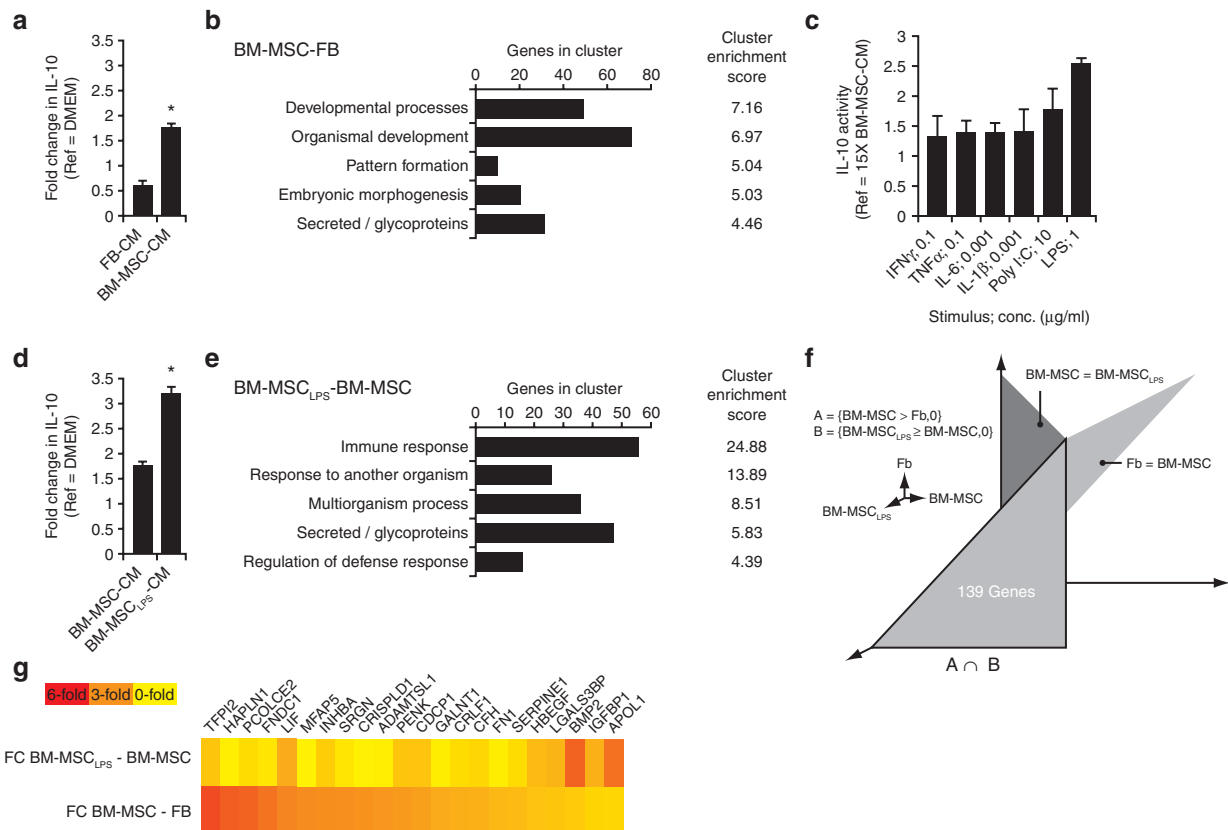 a
Fold change in IL-10
(Ref = DMEM)
3.5
3
2.5
2
1.5
1
0.5
0
*
FB-CM
BM-MSC-CM
b
BM-MSC-FB
Genes in cluster
0 20 40 60 80
Cluster
enrichment
score
Developmental processes 7.16
Organismal development 6.97
Pattern formation 5.04
Embryonic morphogenesis 5.03
Secreted / glycoproteins 4.46
c
IL-10 activity
(Ref = 15X BM-MSC-CM)
3
2.5
2
1.5
1
0.5
0
IFNγ; 0.1
TNFα; 0.1
IL-6; 0.001
IL-1β; 0.001
Poly I:C; 10
LPS; 1
Stimulus; conc. (μg/ml)
d
Fold change in IL-10
(Ref = DMEM)
3.5
3
2.5
2
1.5
1
0.5
0
*
BM-MSC-CM
BM-MSC_LPS-CM
e
BM-MSC_LPS-BM-MSC
Genes in cluster
0 10 20 30 40 50 60
Cluster
enrichment
score
Immune response 24.88
Response to another organism 13.89
Multiorganism process 8.51
Secreted / glycoproteins 5.83
Regulation of defense response 4.39
f
BM-MSC = BM-MSC_LPS
A = {BM-MSC > Fb,0}
B = {BM-MSC_LPS ≥ BM-MSC,0}
Fb
BM-MSC
BM-MSC_LPS
Fb = BM-MSC
139 Genes
A ∩ B
g
6-fold 3-fold 0-fold
TFPI2
HAPLN1
PCOLCE2
FNDC1
LIF
MFAP5
INHBA
SRGN
CRISPLD1
ADAMTSL1
PENK
CDCP1
GALNT1
CRLF1
CFH
FN1
SERPINE1
HBEGF
LGALS3BP
BMP2
IGFBP1
APOL1
FC BM-MSC_LPS - BM-MSC
FC BM-MSC - FB